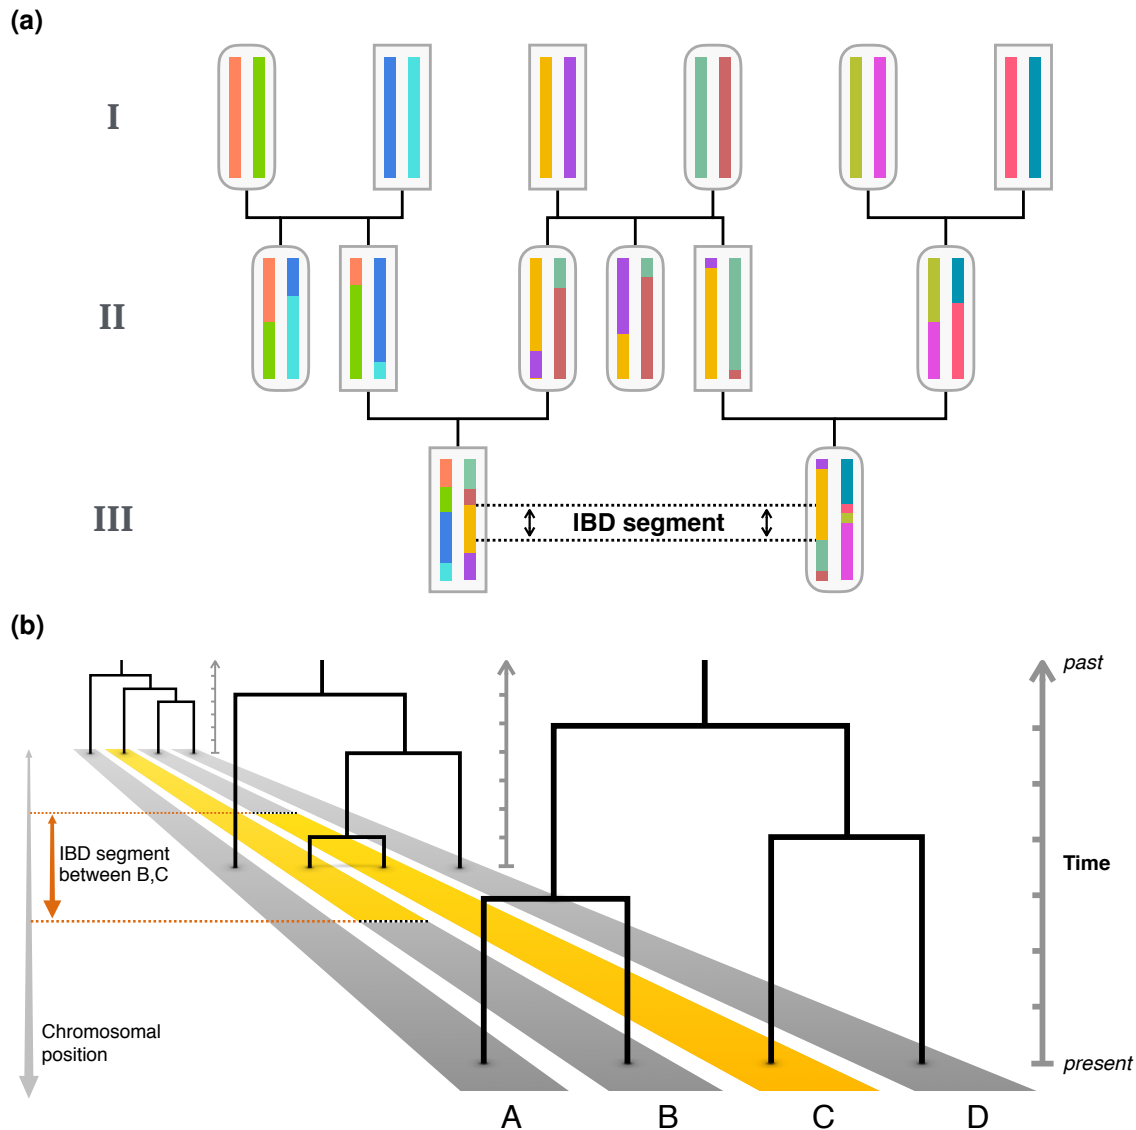 (a)
I
II
III
IBD segment
(b)
past
IBD segment
between B,C
Time
Chromosomal
position
present
A B C D